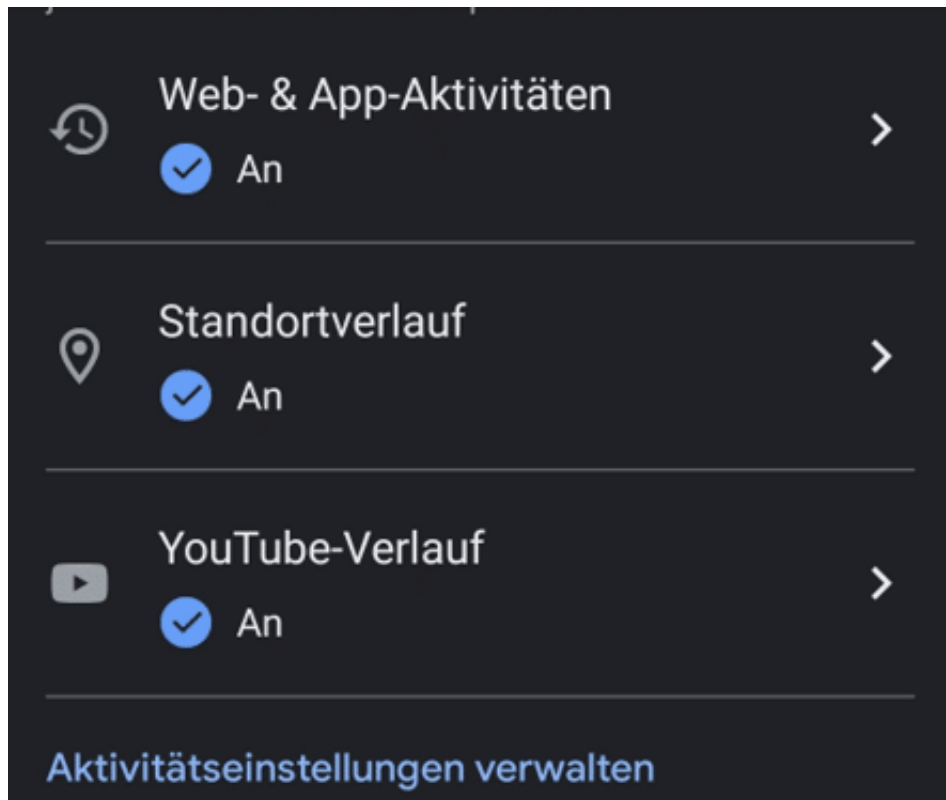 Web- & App-Aktivitäten
An
Standortverlauf
An
YouTube-Verlauf
An
Aktivitätseinstellungen verwalten